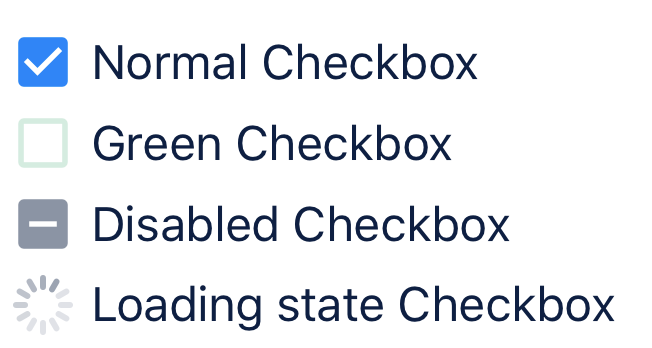 Normal Checkbox
Green Checkbox
Disabled Checkbox
Loading state Checkbox